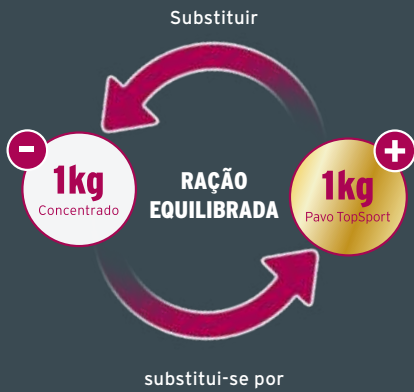 Substituir
-
1kg
Concentrado
RAÇÃO
EQUILIBRADA
+
1kg
Pavo TopSport
substitui-se por